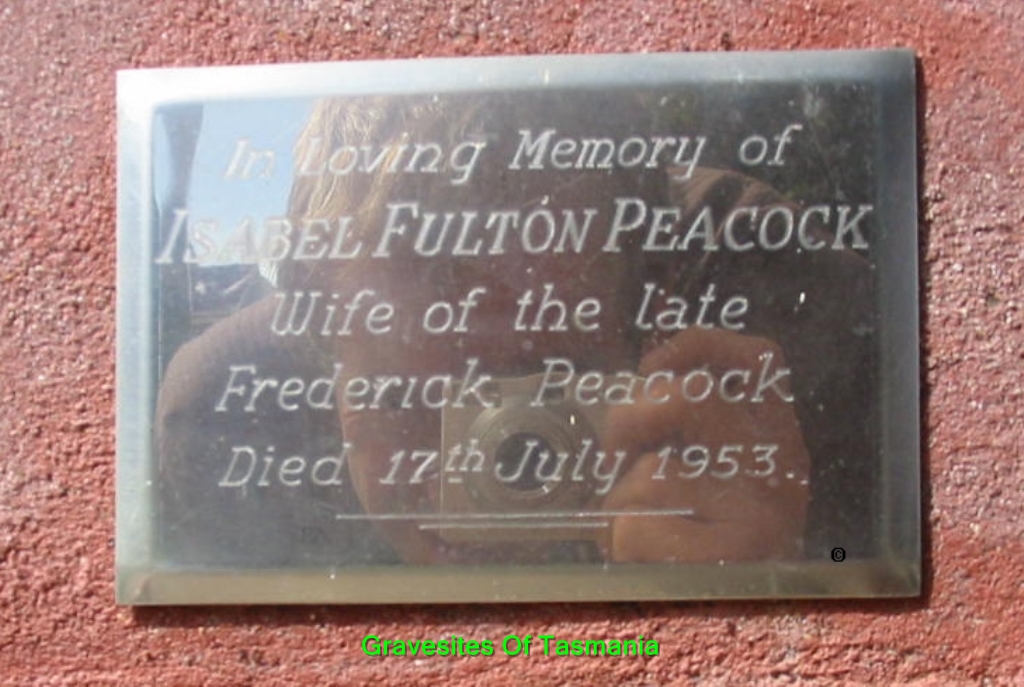 In Loving Memory of
ISABEL FULTON PEACOCK
Wife of the late
Frederick Peacock
Died 17th July 1953.
©
Gravesites Of Tasmania